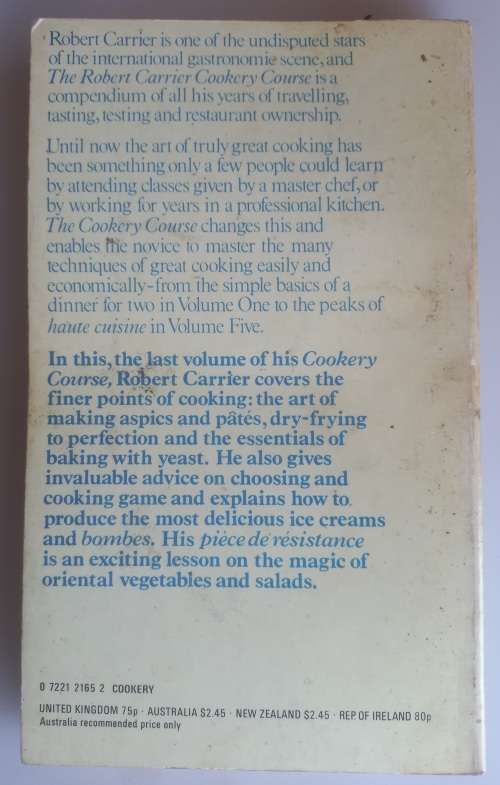 Robert Carrier is one of the undisputed stars
of the international gastronomic scene, and
The Robert Carrier Cookery Course is a
compendium of all his years of travelling,
tasting, testing and restaurant ownership.
Until now the art of truly great cooking has
been something only a few people could learn
by attending classes given by a master chef, or
by working for years in a professional kitchen.
The Cookery Course changes this and
enables the novice to master the many
techniques of great cooking easily and
economically-from the simple basics of a
dinner for two in Volume One to the peaks of
haute cuisine in Volume Five.
In this, the last volume of his Cookery
Course, Robert Carrier covers the
finer points of cooking: the art of
making aspics and pâtés, dry-frying
to perfection and the essentials of
baking with yeast. He also gives
invaluable advice on choosing and
cooking game and explains how to
produce the most delicious ice creams
and bombes. His pièce de résistance
is an exciting lesson on the magic of
oriental vegetables and salads.
0 7221 2165 2 COOKERY
UNITED KINGDOM 75p · AUSTRALIA $2.45 · NEW ZEALAND $2.45 · REP. OF IRELAND 80p
Australia recommended price only